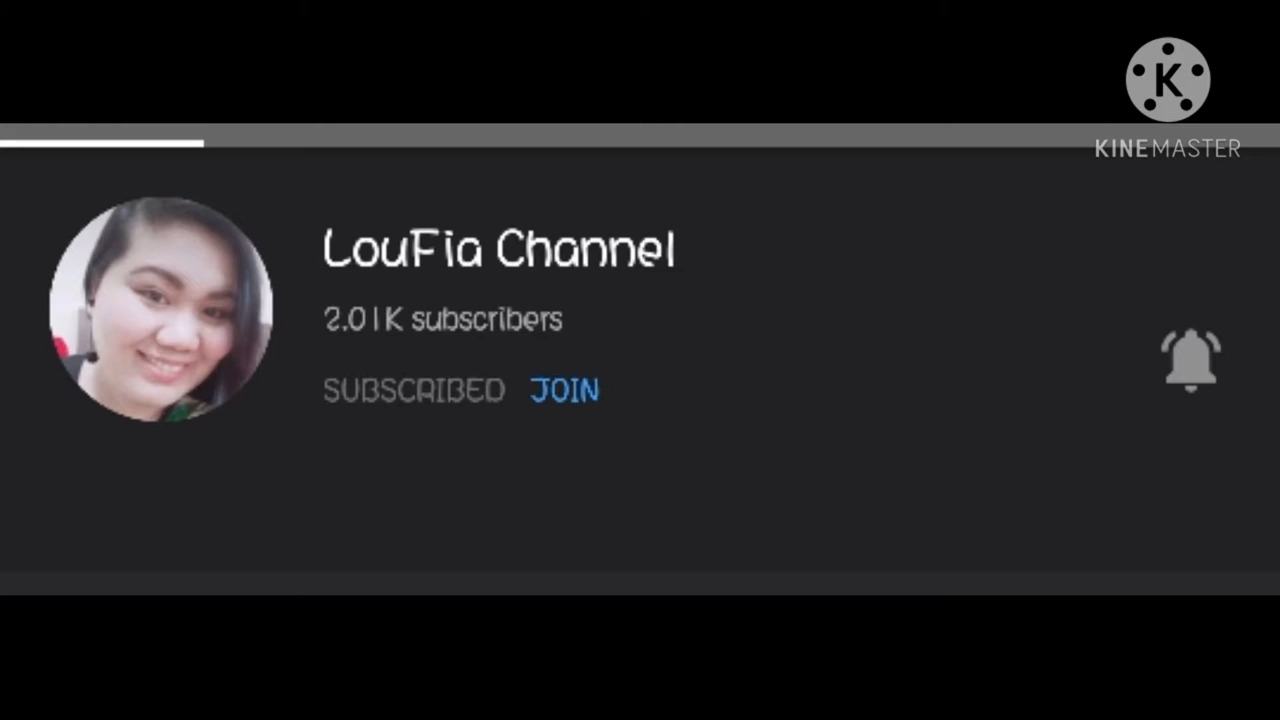 K
KINEMASTER
LouFia Channel
2.01K subscribers
SUBSCRIBED JOIN